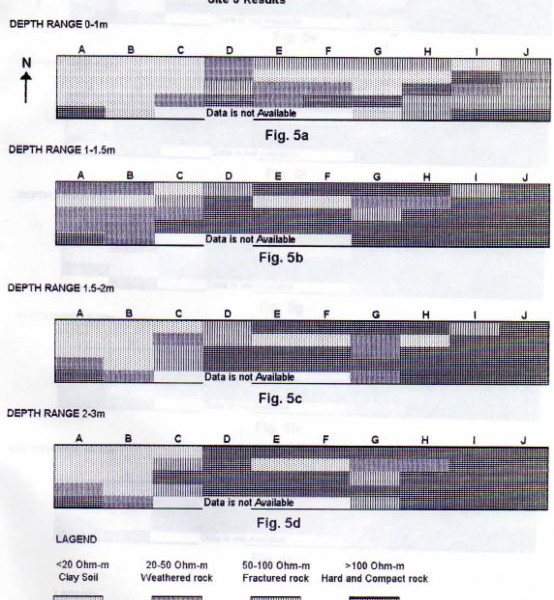 Site 3 Results
DEPTH RANGE 0-1m
A B C D E F G H I J
N
Data is not Available
Fig. 5a
DEPTH RANGE 1-1.5m
A B C D E F G H I J
Data is not Available
Fig. 5b
DEPTH RANGE 1.5-2m
A B C D E F G H I J
Data is not Available
Fig. 5c
DEPTH RANGE 2-3m
A B C D E F G H I J
Data is not Available
Fig. 5d
LAGEND
<20 Ohm-m 20-50 Ohm-m 50-100 Ohm-m >100 Ohm-m
Clay Soil Weathered rock Fractured rock Hard and Compact rock